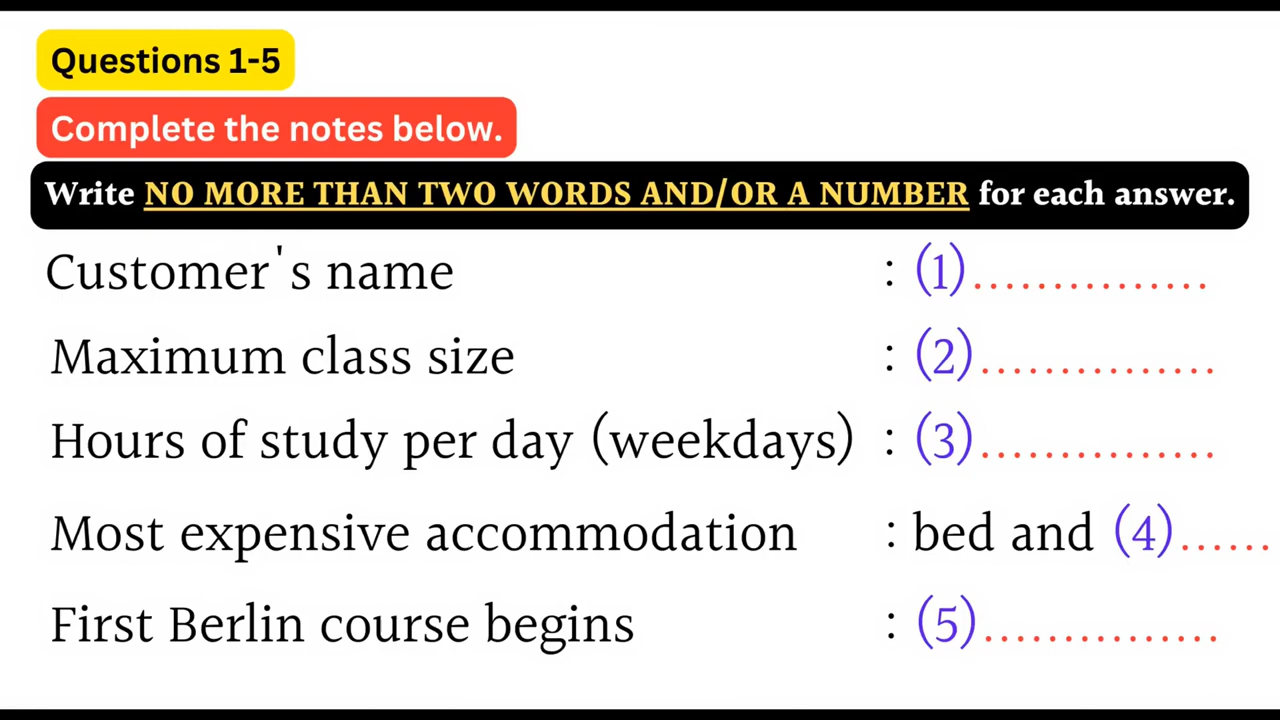 Questions 1-5
Complete the notes below.
Write NO MORE THAN TWO WORDS AND/OR A NUMBER for each answer.
Customer's name : (1)...............
Maximum class size : (2)...............
Hours of study per day (weekdays) : (3)...............
Most expensive accommodation : bed and (4)......
First Berlin course begins : (5)...............